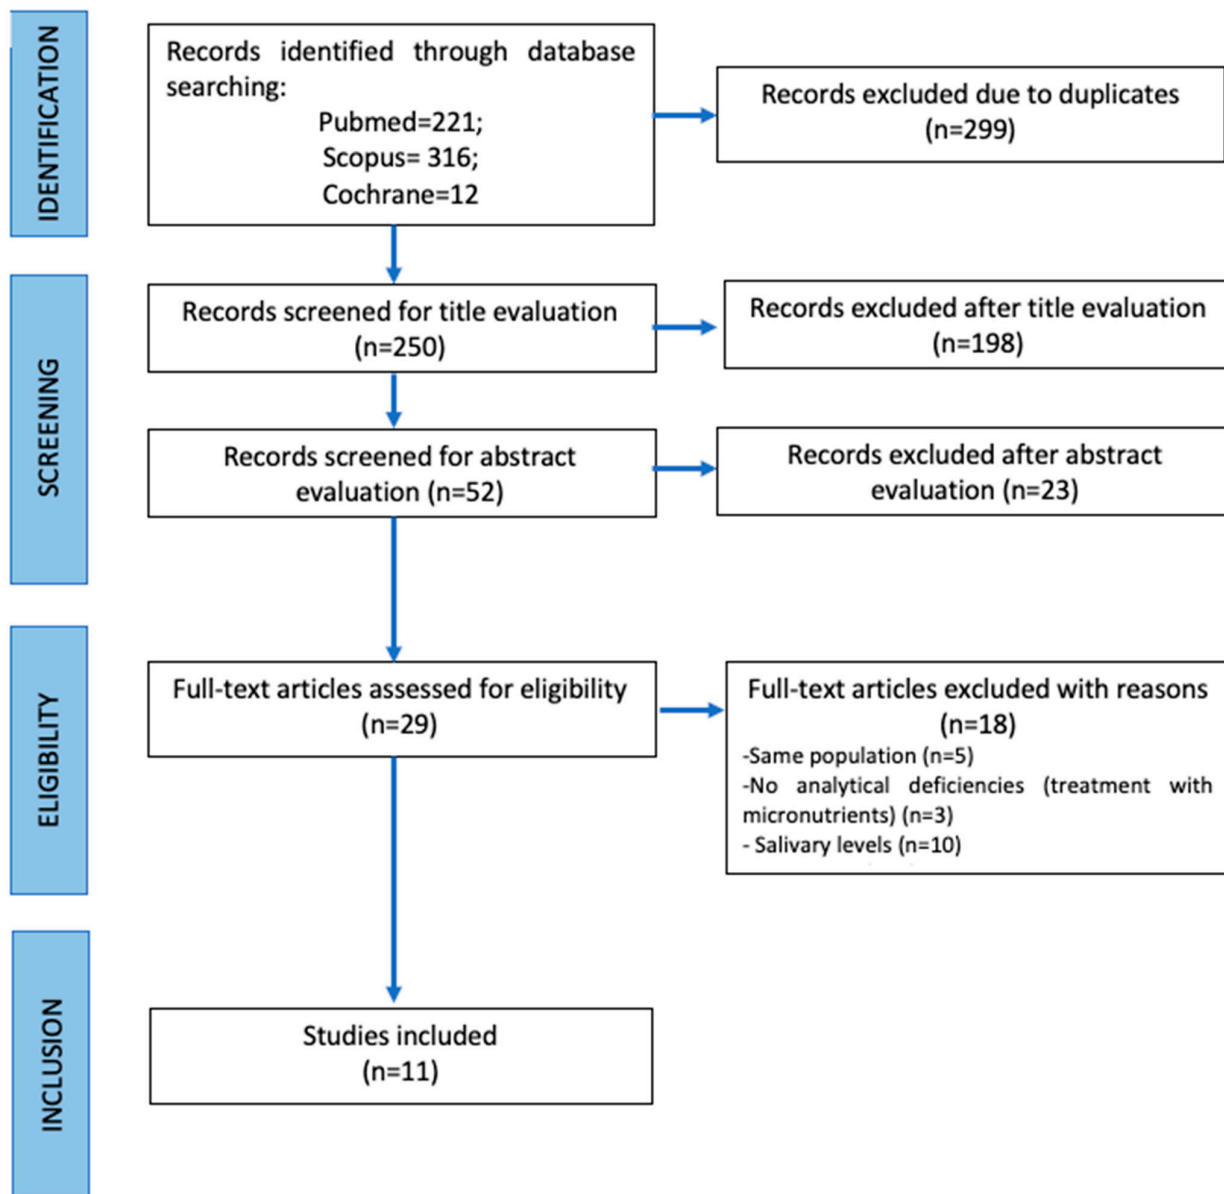 IDENTIFICATION
Records identified through database
searching:
Pubmed=221;
Scopus= 316;
Cochrane=12
Records excluded due to duplicates
(n=299)
SCREENING
Records screened for title evaluation
(n=250)
Records excluded after title evaluation
(n=198)
Records screened for abstract
evaluation (n=52)
Records excluded after abstract
evaluation (n=23)
ELIGIBILITY
Full-text articles assessed for eligibility
(n=29)
Full-text articles excluded with reasons
(n=18)
-Same population (n=5)
-No analytical deficiencies (treatment with
micronutrients) (n=3)
- Salivary levels (n=10)
INCLUSION
Studies included
(n=11)